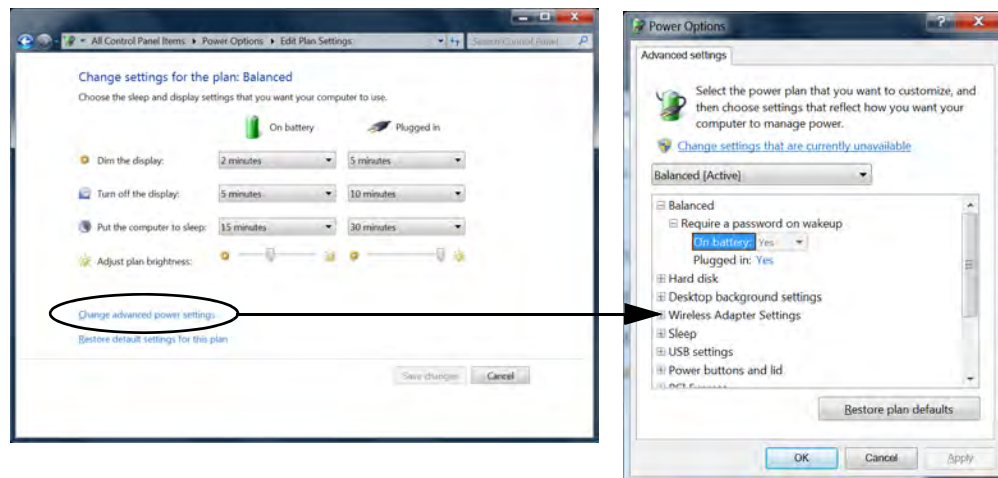 All Control Panel Items ▸ Power Options ▸ Edit Plan Settings
Search Control Panel
Change settings for the plan: Balanced
Choose the sleep and display settings that you want your computer to use.
On battery
Plugged in
Dim the display: 2 minutes 5 minutes
Turn off the display: 5 minutes 10 minutes
Put the computer to sleep: 15 minutes 30 minutes
Adjust plan brightness:
Change advanced power settings
Restore default settings for this plan
Save changes Cancel
Power Options
Advanced settings
Select the power plan that you want to customize, and
then choose settings that reflect how you want your
computer to manage power.
Change settings that are currently unavailable
Balanced [Active]
Balanced
Require a password on wakeup
On battery: Yes
Plugged in: Yes
Hard disk
Desktop background settings
Wireless Adapter Settings
Sleep
USB settings
Power buttons and lid
PCI Express
Restore plan defaults
OK Cancel Apply